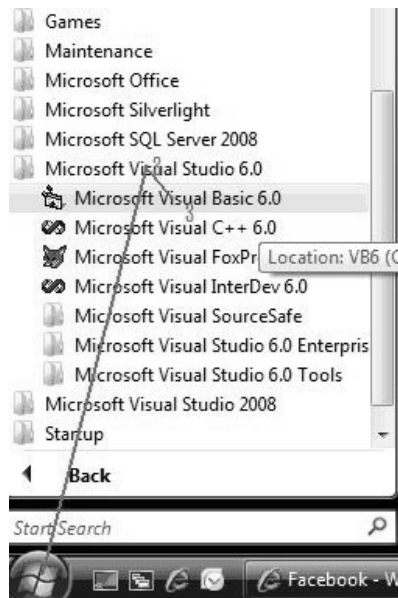 Games
Maintenance
Microsoft Office
Microsoft Silverlight
Microsoft SQL Server 2008
Microsoft Visual Studio 6.0
2
Microsoft Visual Basic 6.0
3
Microsoft Visual C++ 6.0
Microsoft Visual FoxPr
Location: VB6 (C
Microsoft Visual InterDev 6.0
Microsoft Visual SourceSafe
Microsoft Visual Studio 6.0 Enterpris
Microsoft Visual Studio 6.0 Tools
Microsoft Visual Studio 2008
Startup
Back
Start Search
Facebook - W